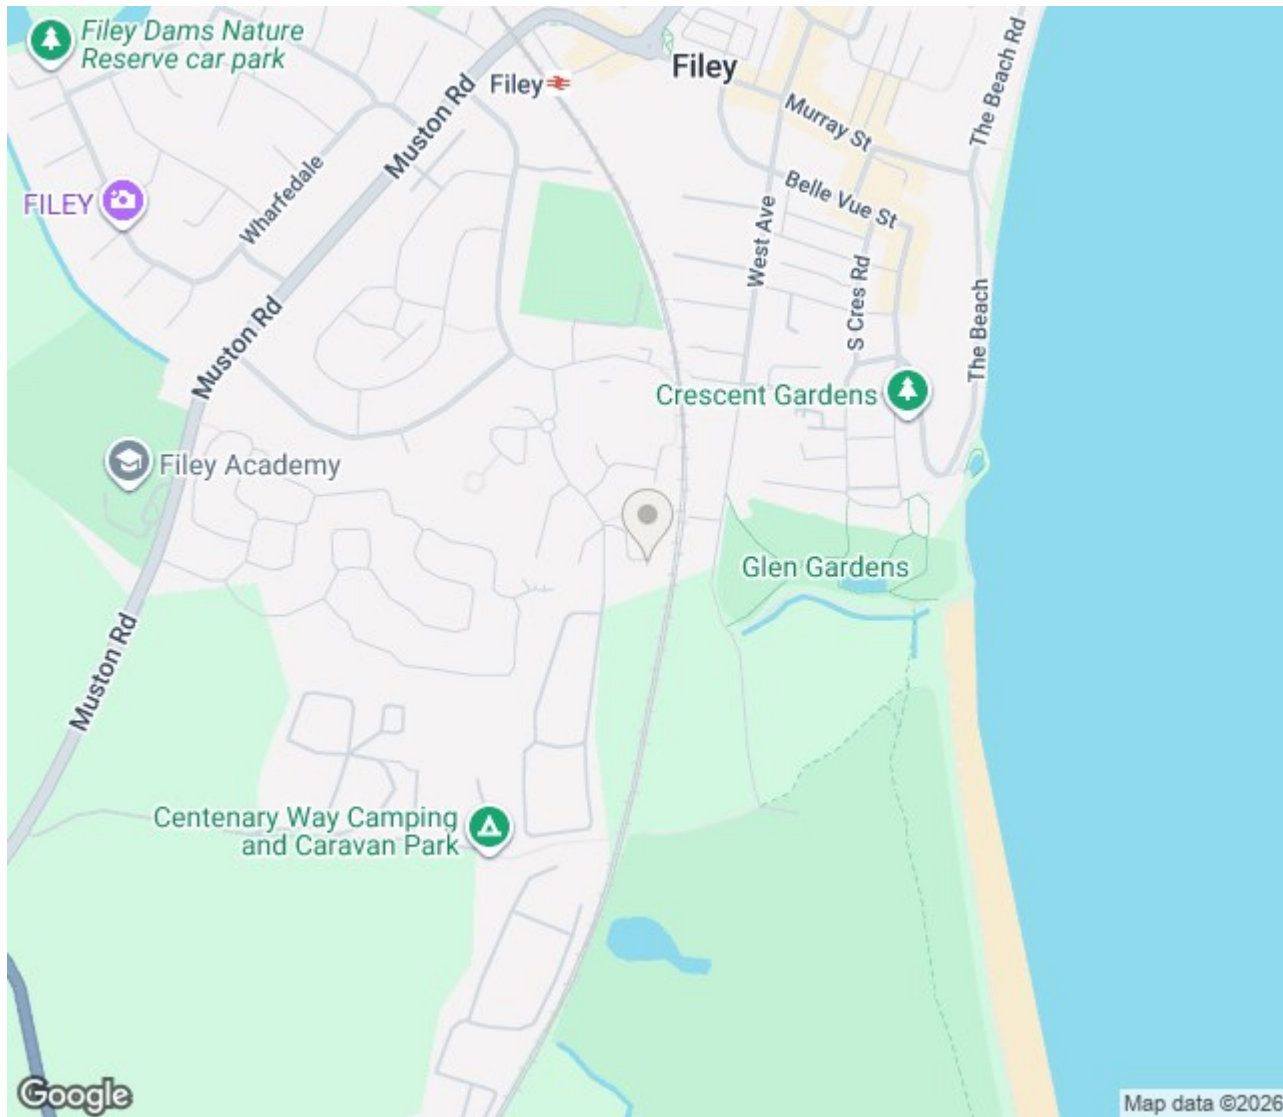 Filey Dams Nature
Reserve car park
Filey
Filey
The Beach Rd
Muston Rd
Murray St
FILEY
Wharfedale
Belle Vue St
West Ave
S Cres Rd
The Beach
Muston Rd
Crescent Gardens
Filey Academy
Glen Gardens
Muston Rd
Centenary Way Camping
and Caravan Park
Google
Map data ©2026